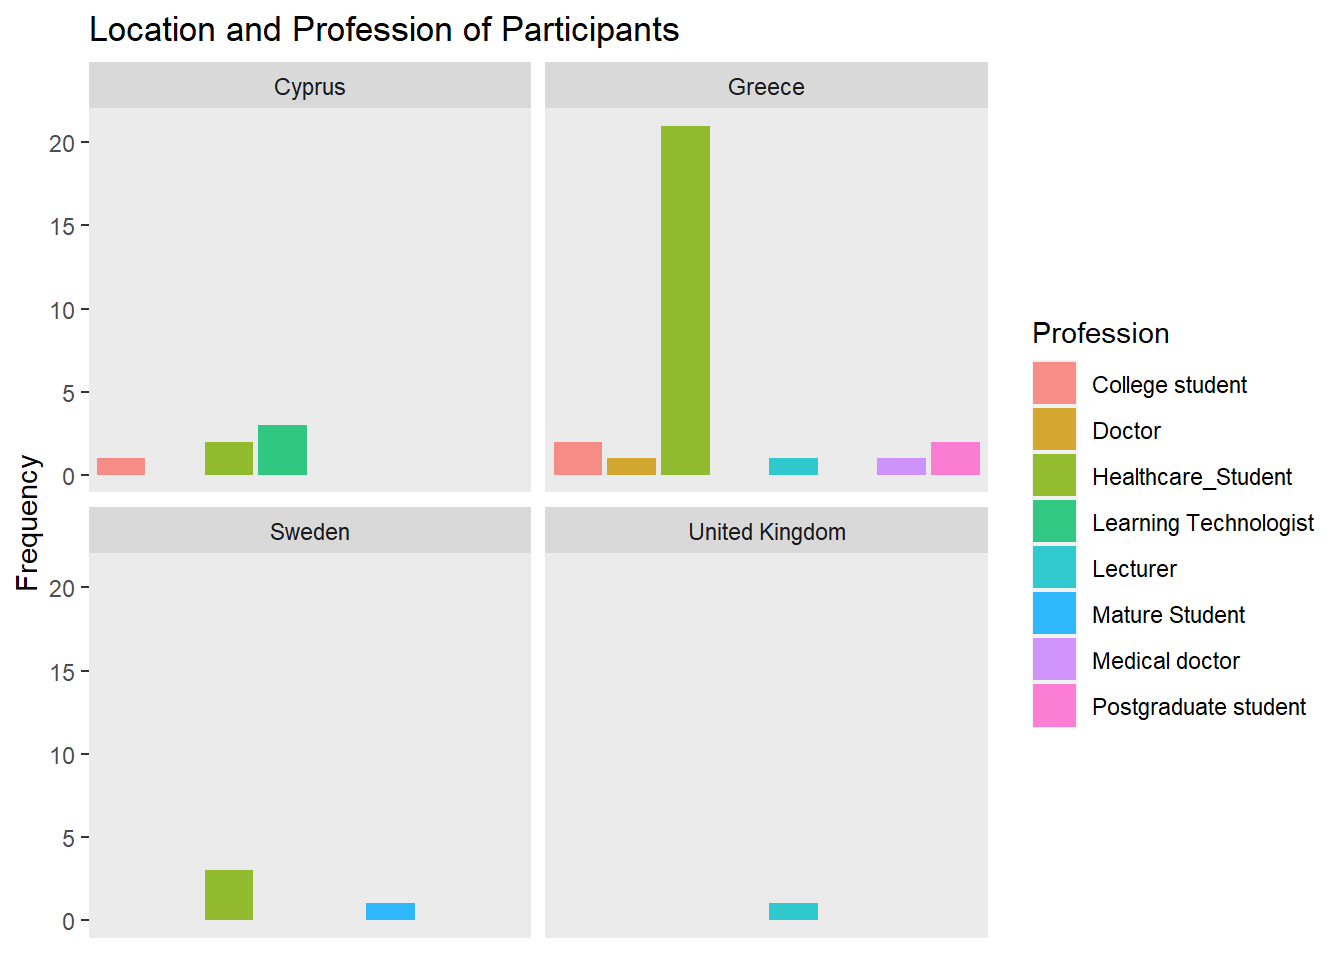 Location and Profession of Participants
Cyprus
Greece
20
15
10
5
0
Sweden
United Kingdom
20
15
10
5
0
Frequency
Profession
College student
Doctor
Healthcare_Student
Learning Technologist
Lecturer
Mature Student
Medical doctor
Postgraduate student